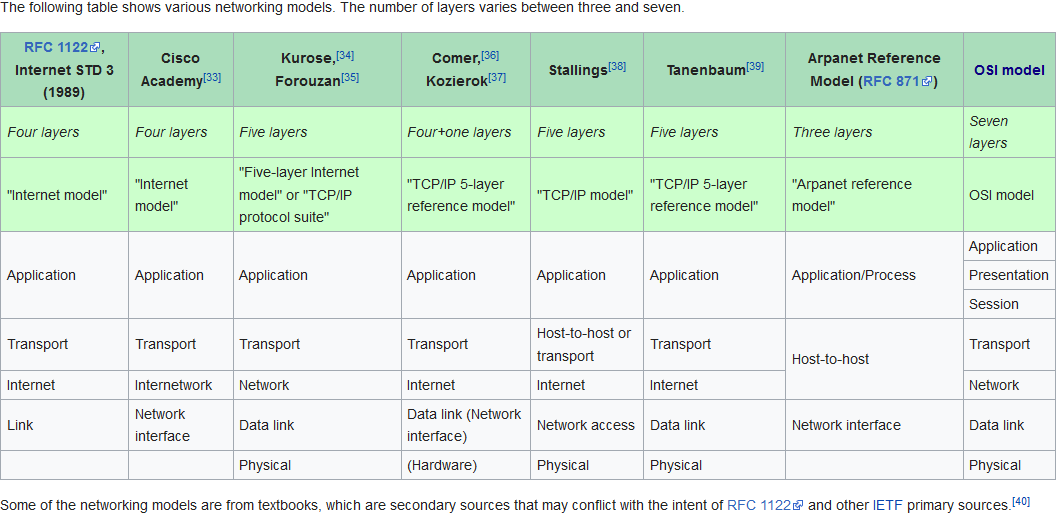 The following table shows various networking models. The number of layers varies between three and seven.
RFC 1122,
Internet STD 3
(1989)
Cisco
Academy[33]
Kurose,[34]
Forouzan[35]
Comer,[36]
Kozierok[37]
Stallings[38]
Tanenbaum[39]
Arpanet Reference
Model (RFC 871)
OSI model
Four layers
Four layers
Five layers
Four+one layers
Five layers
Five layers
Three layers
Seven
layers
"Internet model"
"Internet
model"
"Five-layer Internet
model" or "TCP/IP
protocol suite"
"TCP/IP 5-layer
reference model"
"TCP/IP model"
"TCP/IP 5-layer
reference model"
"Arpanet reference
model"
OSI model
Application
Application
Application
Application
Application
Application
Application/Process
Application
Presentation
Session
Transport
Transport
Transport
Transport
Host-to-host or
transport
Transport
Host-to-host
Transport
Internet
Internetwork
Network
Internet
Internet
Internet
Network
Link
Network
interface
Data link
Data link (Network
interface)
Network access
Data link
Network interface
Data link
Physical
(Hardware)
Physical
Physical
Physical
Some of the networking models are from textbooks, which are secondary sources that may conflict with the intent of RFC 1122 and other IETF primary sources.[40]